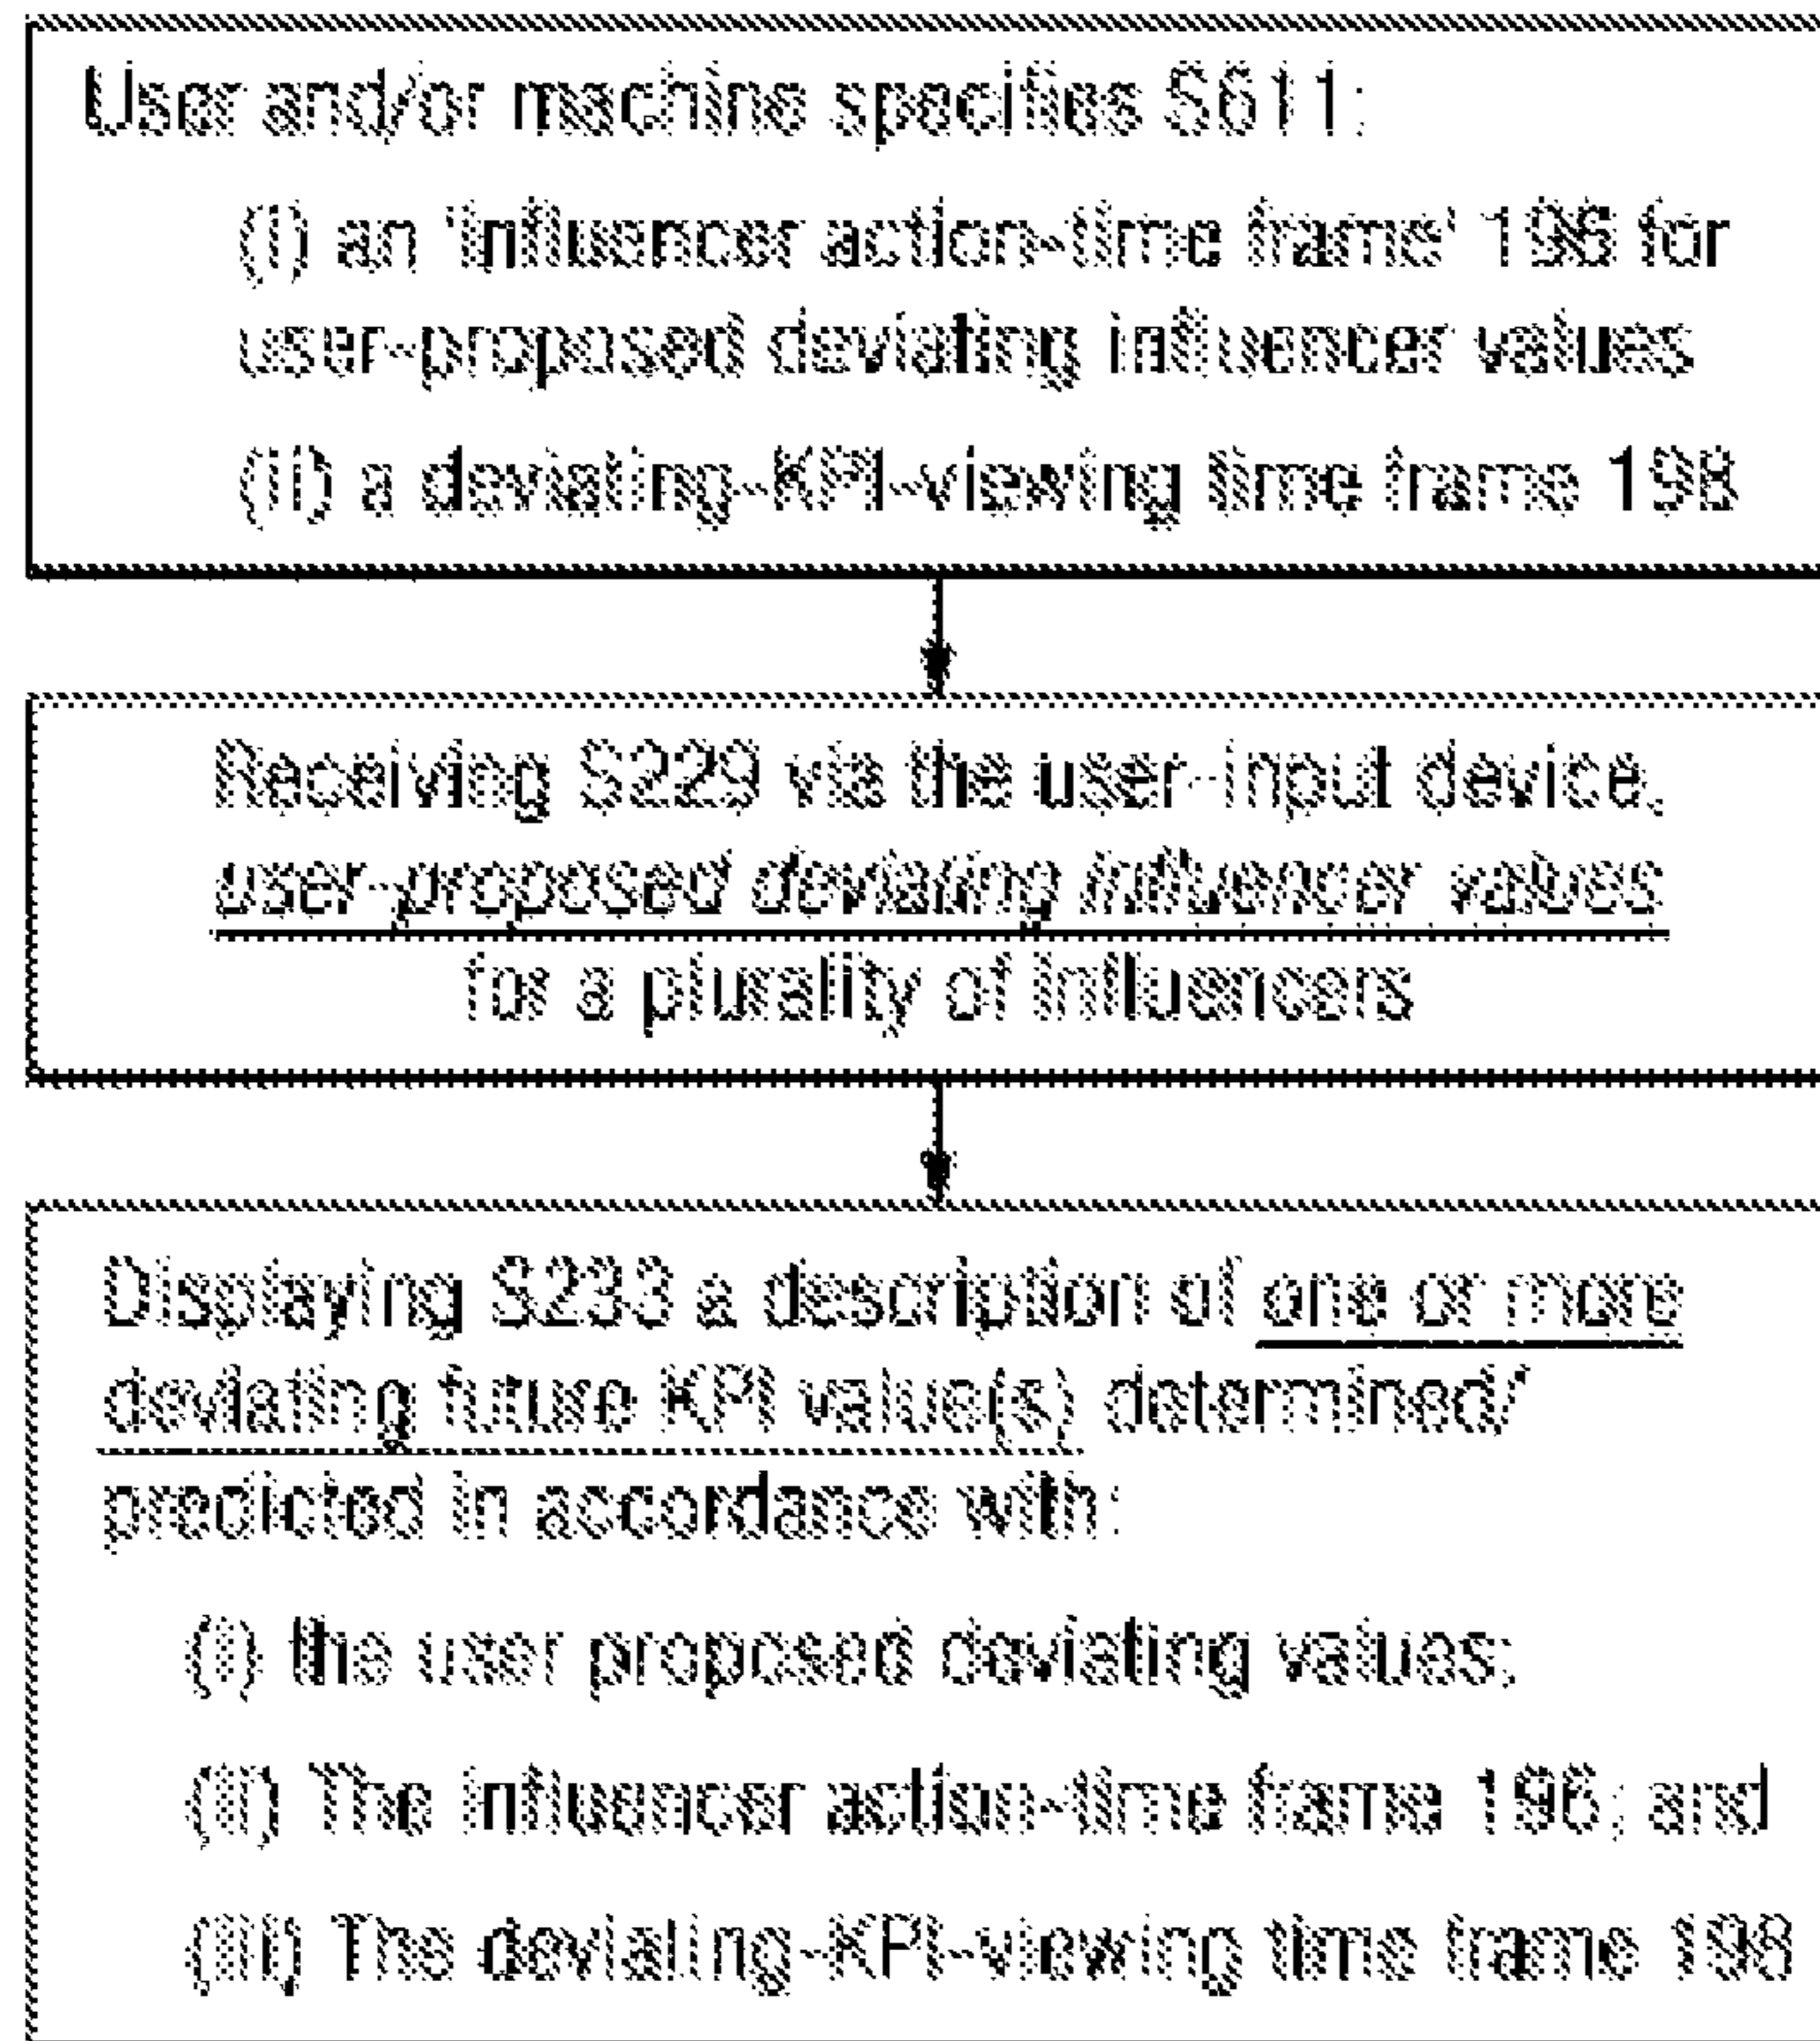 User and/or machine specifies S611:
(i) an 'influencer action-time frame' 196 for
user-proposed deviating influencer values
(ii) a deviating-KPI-viewing time frame 198
Receiving S229 via the user-input device,
user-proposed deviating influencer values
for a plurality of influencers
Displaying S233 a description of one or more
deviating future KPI value(s) determined/
predicted in accordance with:
(i) the user proposed deviating values;
(ii) The influencer action-time frame 196; and
(iii) The deviating-KPI-viewing time frame 198